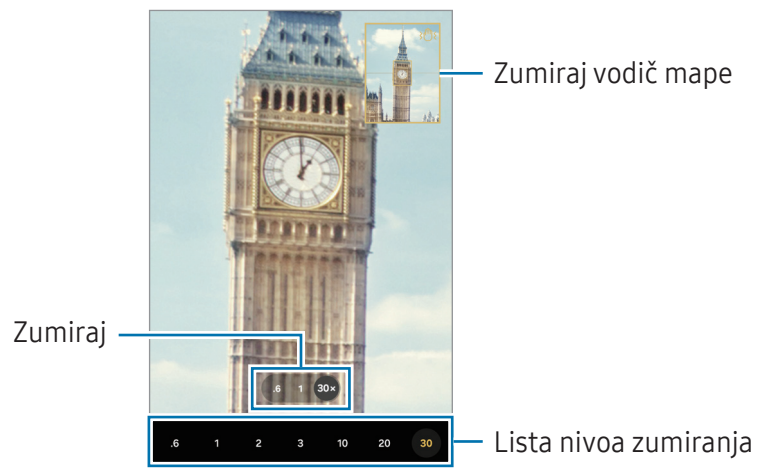 Zumiraj vodič mape
Zumiraj
.6 1 30×
.6 1 2 3 10 20 30
Lista nivoa zumiranja